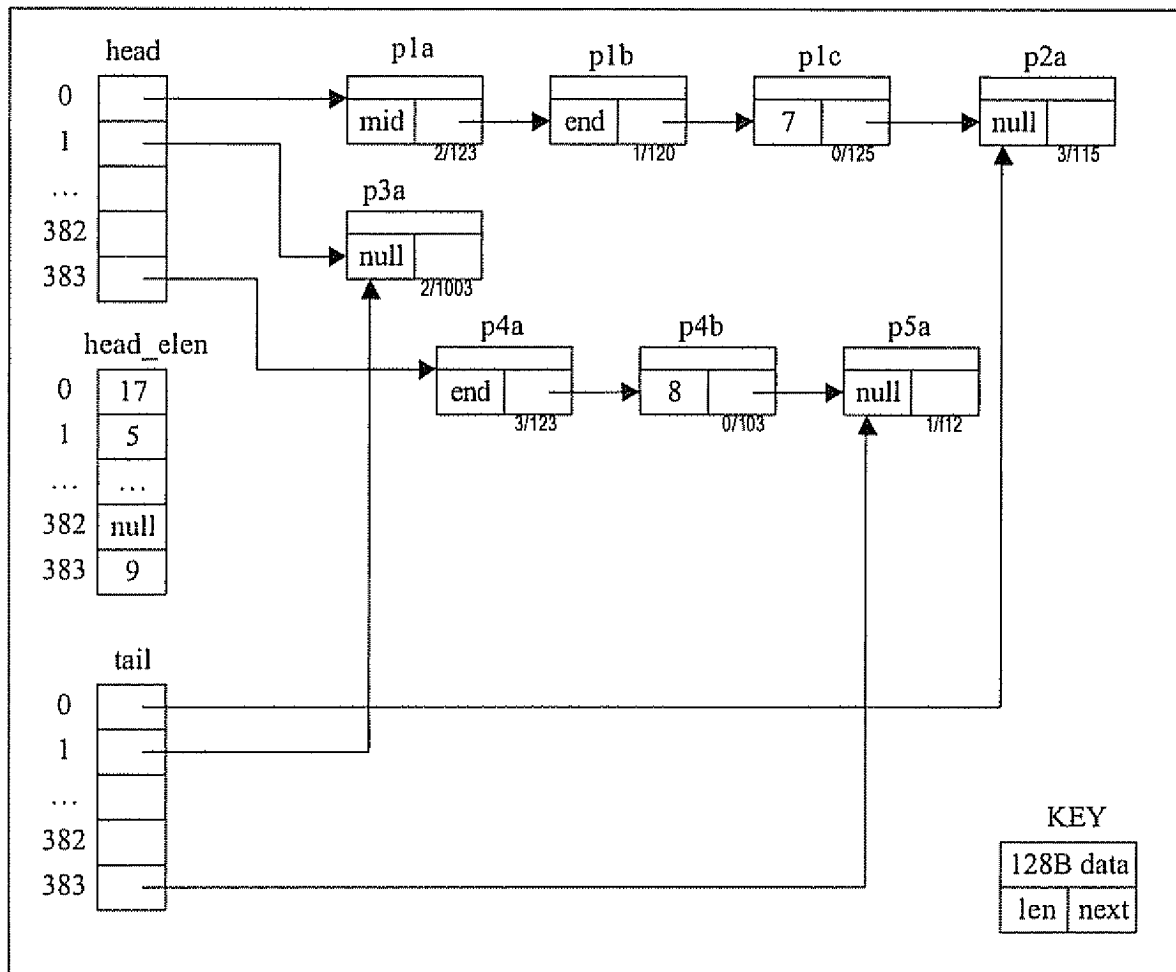 head
0
1
...
382
383
p1a
mid
2/123
p1b
end
1/120
p1c
7
0/125
p2a
null
3/115
p3a
null
2/1003
p4a
end
3/123
p4b
8
0/103
p5a
null
1/112
head_elen
0 17
1 5
... ...
382 null
383 9
tail
0
1
...
382
383
KEY
128B data
len next